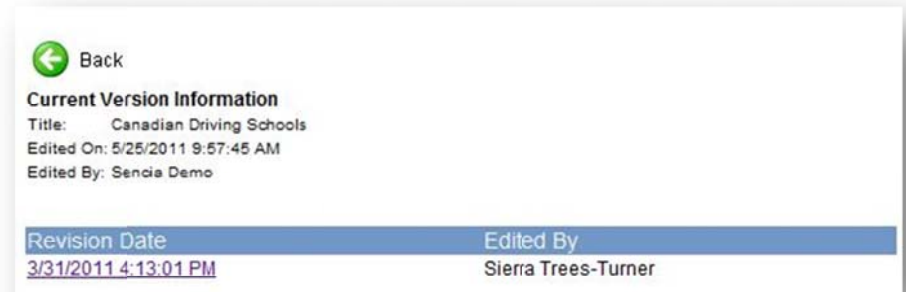 Back
Current Version Information
Title: Canadian Driving Schools
Edited On: 5/25/2011 9:57:45 AM
Edited By: Sencia Demo
Revision Date Edited By
3/31/2011 4:13:01 PM Sierra Trees-Turner